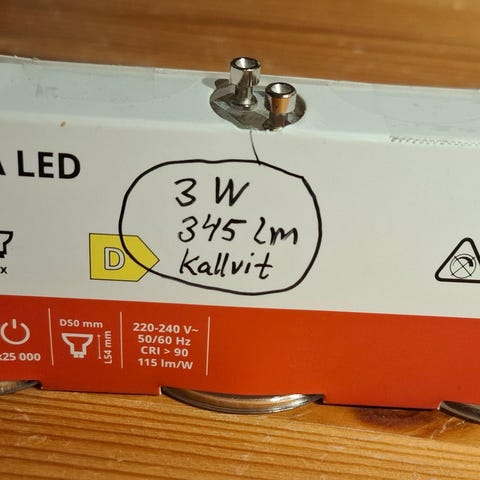 A LED
3 W
345 lm
Kallvit
D
x25 000
D50 mm
L54 mm
220-240 V~
50/60 Hz
CRI > 90
115 lm/W